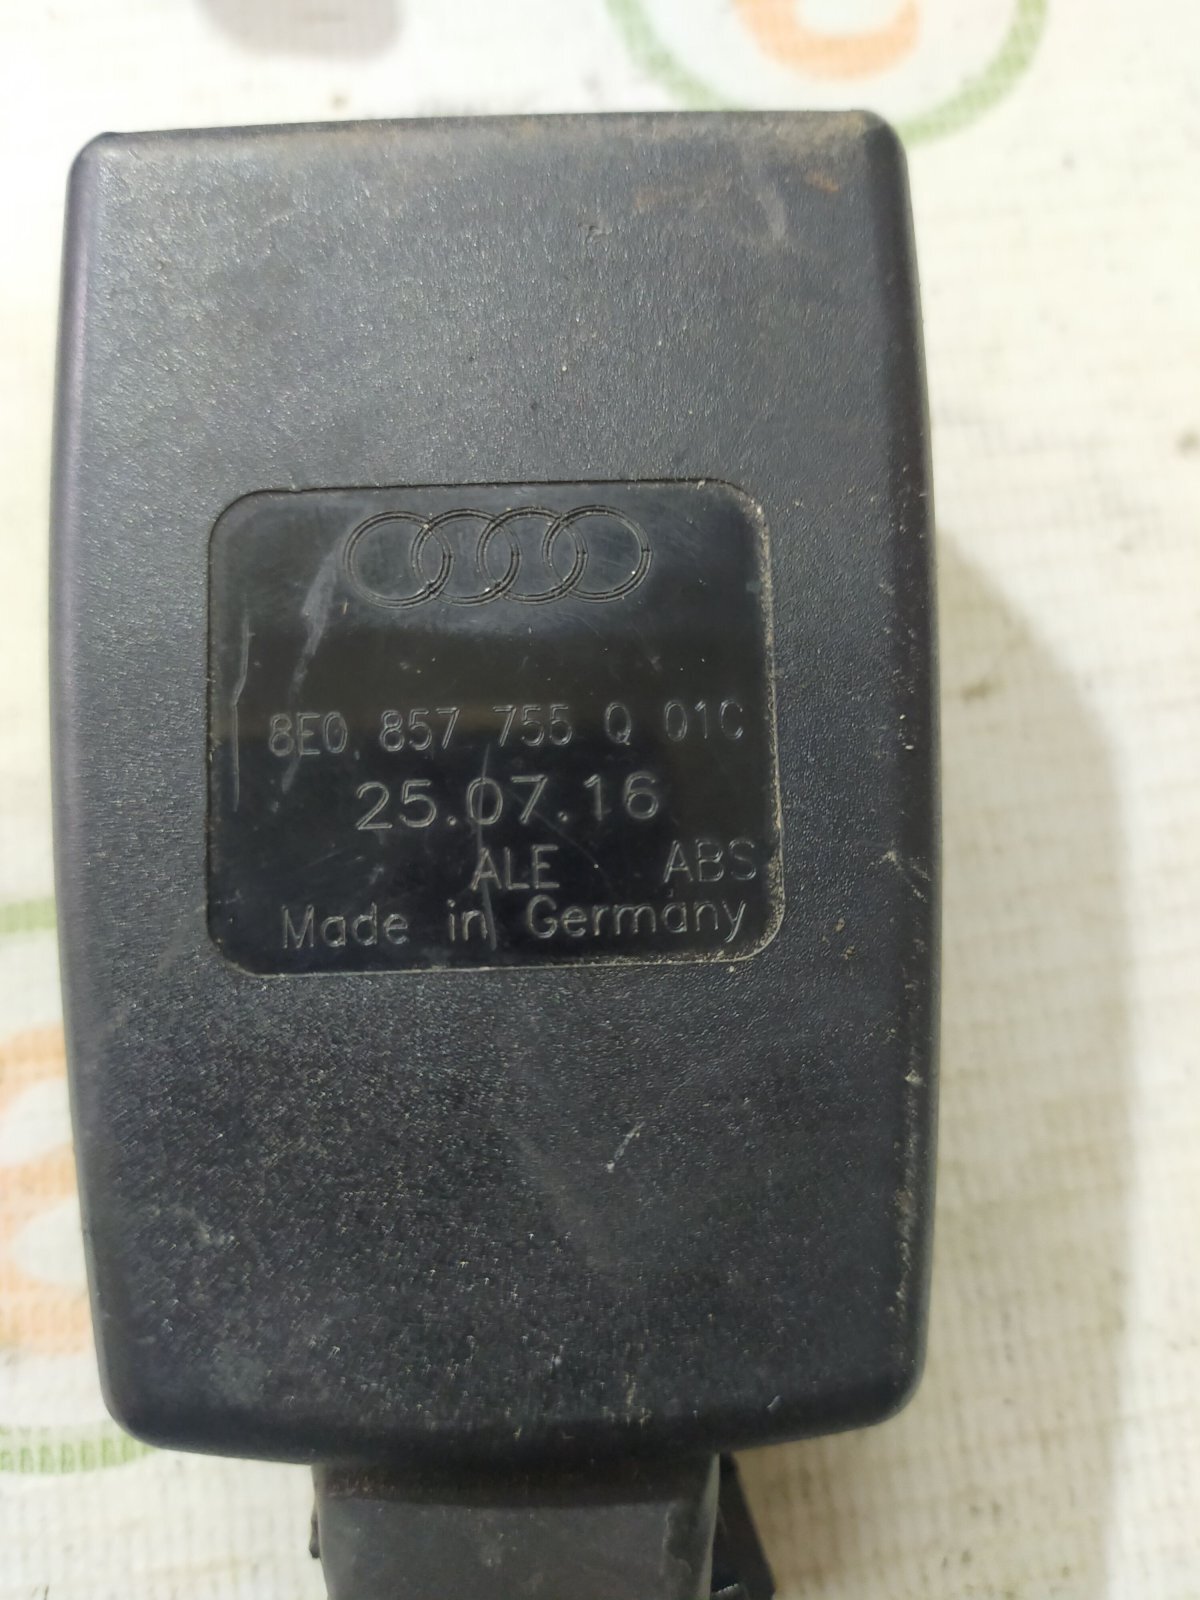 8E0 857 755 Q 01C
25.07.16
ALE ABS
Made in Germany